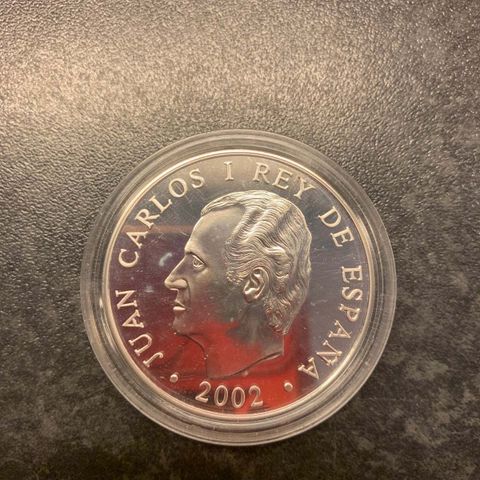 JUAN CARLOS I REY DE ESPAÑA
• 2002 •